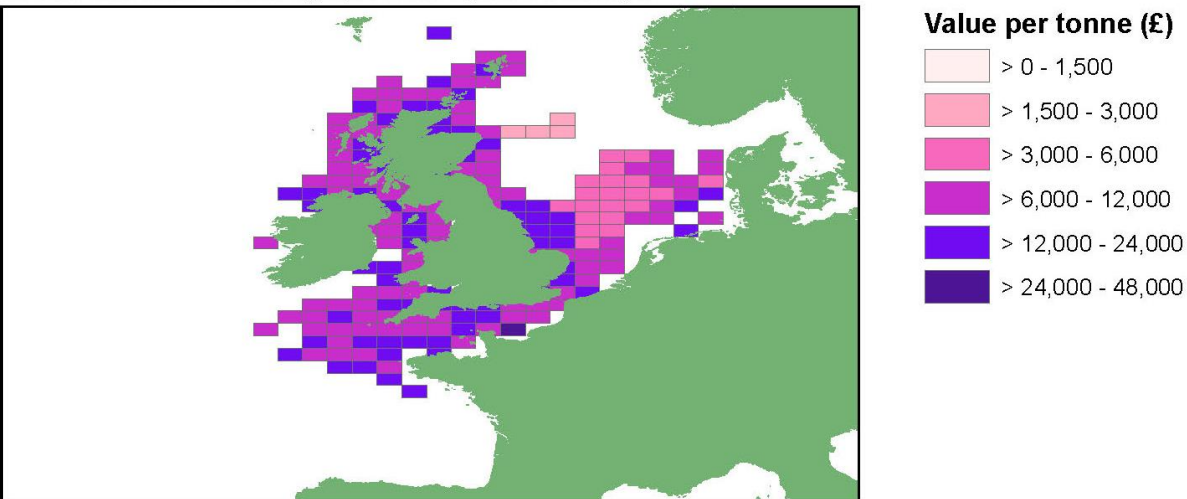 Value per tonne (£)
> 0 - 1,500
> 1,500 - 3,000
> 3,000 - 6,000
> 6,000 - 12,000
> 12,000 - 24,000
> 24,000 - 48,000